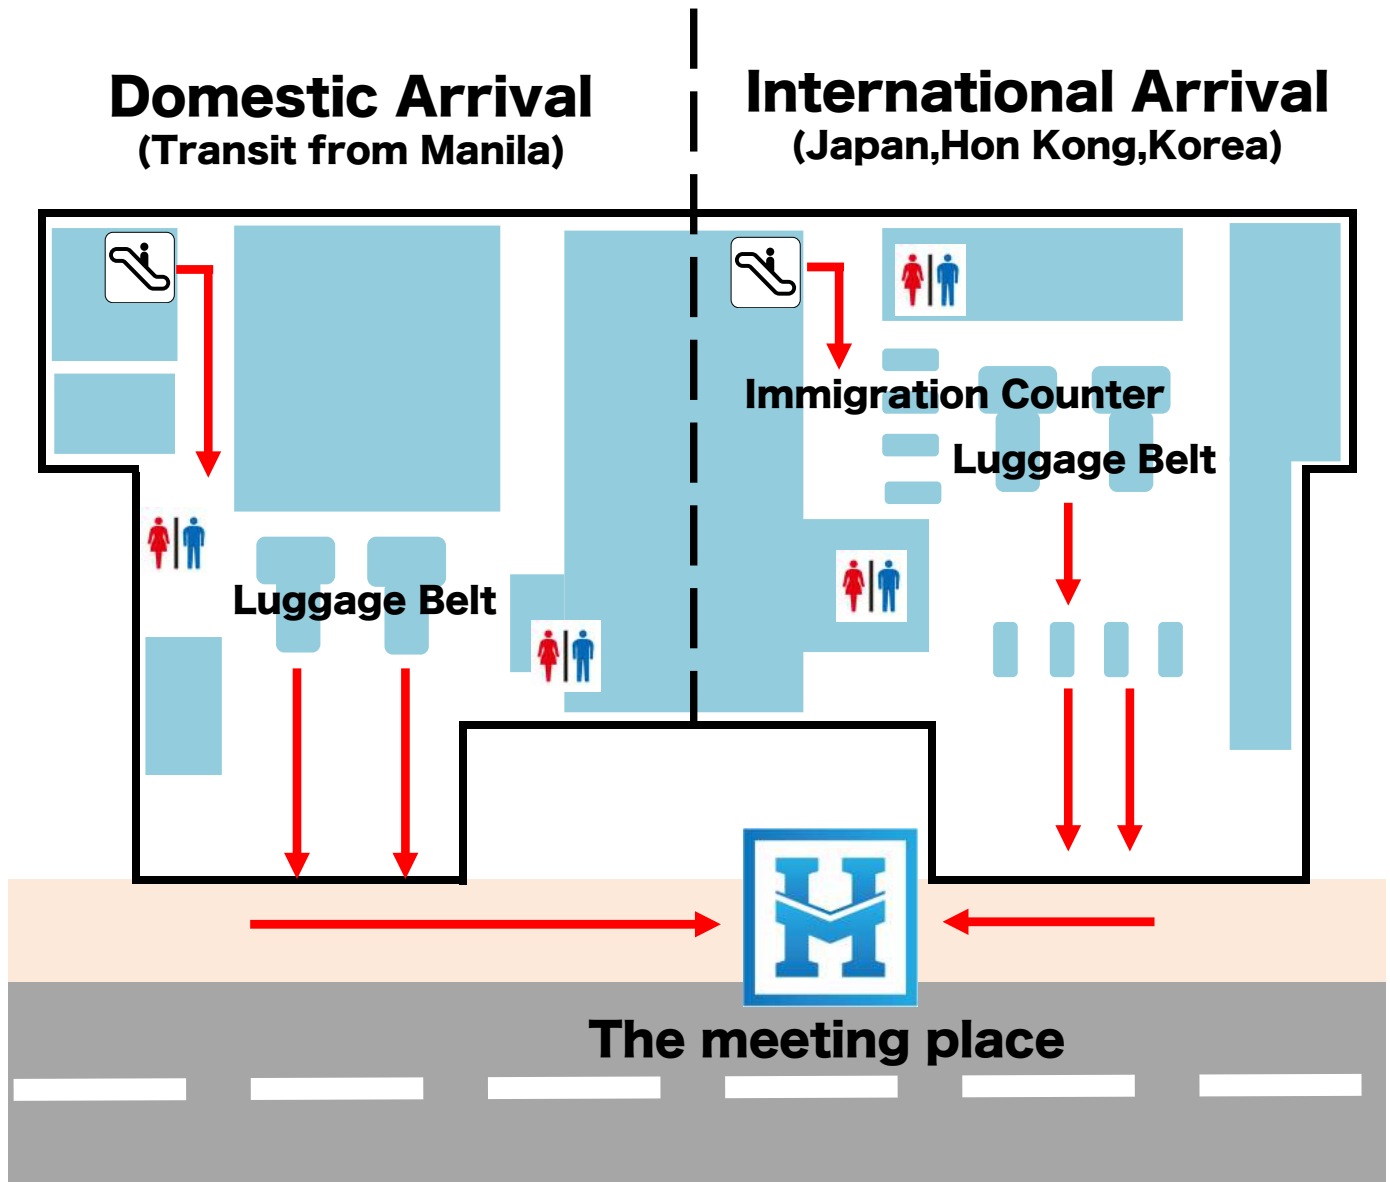 Domestic Arrival
(Transit from Manila)
International Arrival
(Japan,Hon Kong,Korea)
Immigration Counter
Luggage Belt
Luggage Belt
HM
The meeting place